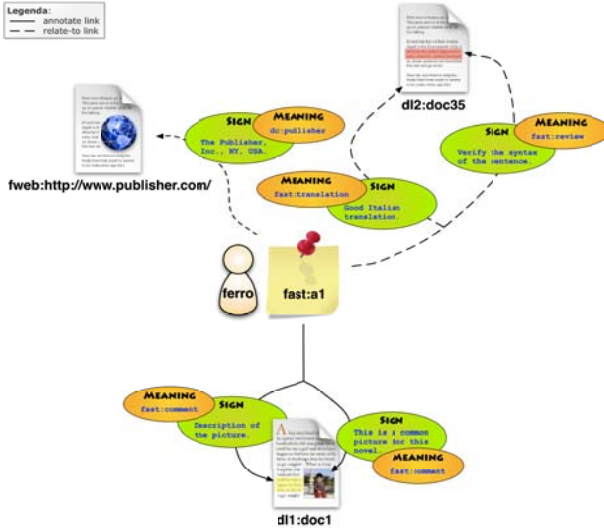 Legenda:
annotate link
relate-to link
dl2:doc35
SIGN
MEANING
dc:publisher
The Publisher,
Inc., NY, USA.
fweb:http://www.publisher.com/
SIGN
MEANING
fast:review
Verify the syntax
of the sentence.
MEANING
fast:translation
SIGN
Good Italian
translation.
ferro
fast:a1
MEANING
fast:comment
SIGN
Description of
the picture.
SIGN
This is a common
picture for this
novel.
MEANING
fast:comment
dl1:doc1